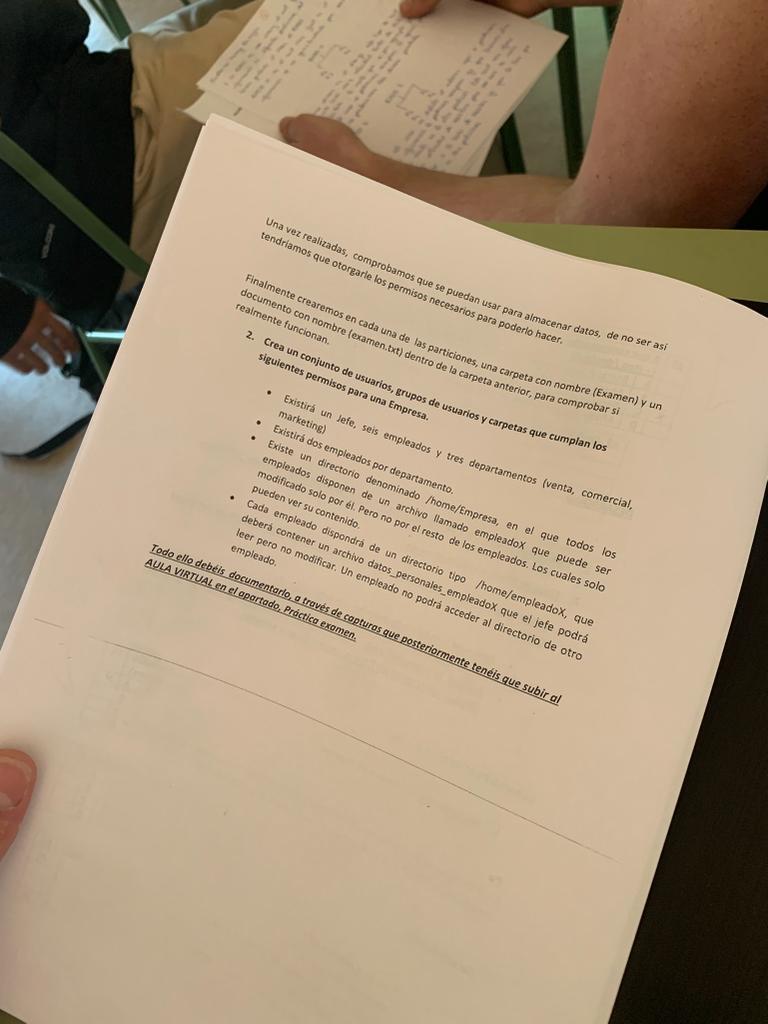 Una vez realizadas, comprobamos que se puedan usar para almacenar datos, de no ser así
tendríamos que otorgarle los permisos necesarios para poderlo hacer.
Finalmente crearemos en cada una de las particiones, una carpeta con nombre (Examen) y un
documento con nombre (examen.txt) dentro de la carpeta anterior, para comprobar si
realmente funcionan.
2. Crea un conjunto de usuarios, grupos de usuarios y carpetas que cumplan los
siguientes permisos para una Empresa.
• Existirá un Jefe, seis empleados y tres departamentos (venta, comercial,
marketing)
• Existirá dos empleados por departamento.
• Existe un directorio denominado /home/Empresa, en el que todos los
empleados disponen de un archivo llamado empleadoX que puede ser
modificado solo por él. Pero no por el resto de los empleados. Los cuales solo
pueden ver su contenido.
• Cada empleado dispondrá de un directorio tipo /home/empleadoX, que
deberá contener un archivo datos_personales_empleadoX que el jefe podrá
leer pero no modificar. Un empleado no podrá acceder al directorio de otro
empleado.
Todo ello debéis documentarlo, a través de capturas que posteriormente tenéis que subir al
AULA VIRTUAL en el apartado. Práctica examen.